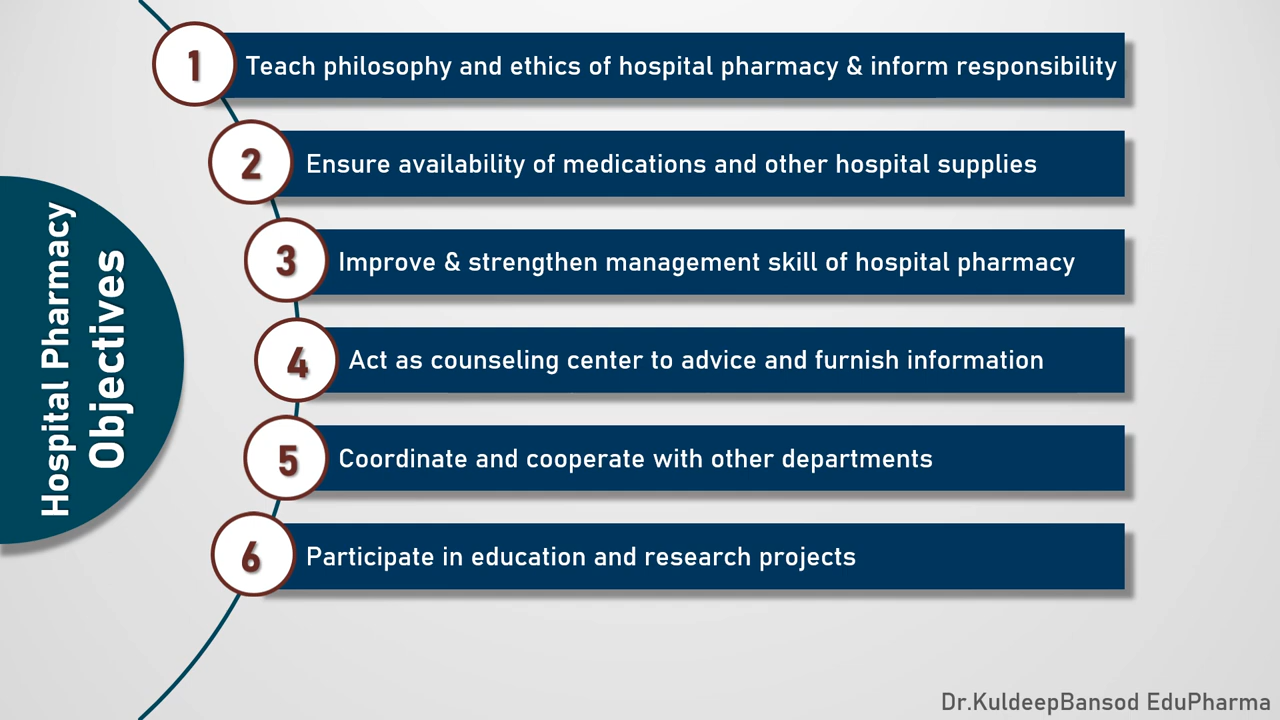 Hospital Pharmacy
Objectives
1
Teach philosophy and ethics of hospital pharmacy & inform responsibility
2
Ensure availability of medications and other hospital supplies
3
Improve & strengthen management skill of hospital pharmacy
4
Act as counseling center to advice and furnish information
5
Coordinate and cooperate with other departments
6
Participate in education and research projects
Dr.KuldeepBansod EduPharma